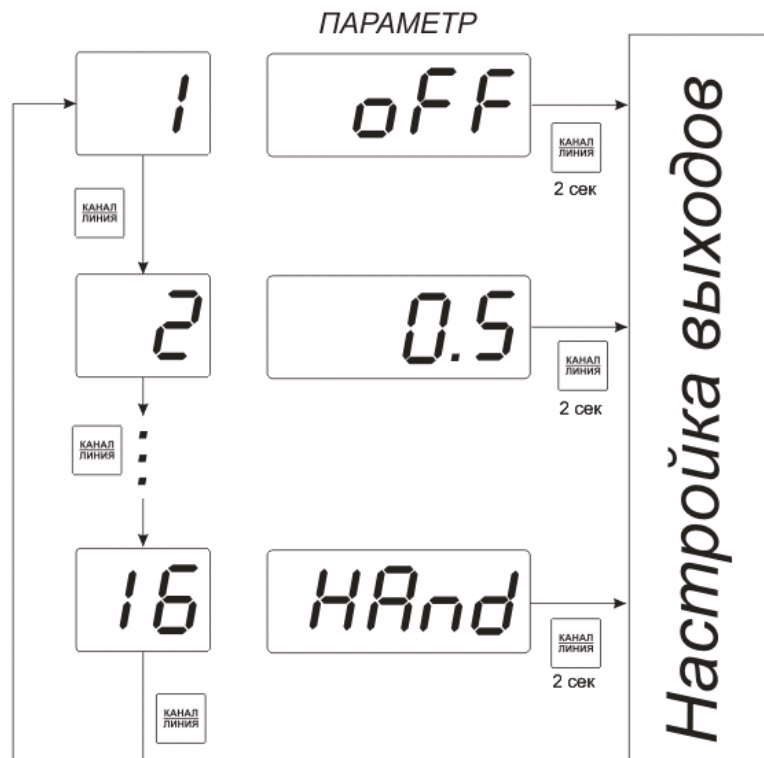 ПАРАМЕТР
1
oFF
КАНАЛ
ЛИНИЯ
2 сек
КАНАЛ
ЛИНИЯ
2
0.5
КАНАЛ
ЛИНИЯ
2 сек
КАНАЛ
ЛИНИЯ
16
HAnd
КАНАЛ
ЛИНИЯ
2 сек
КАНАЛ
ЛИНИЯ
Настройка выходов